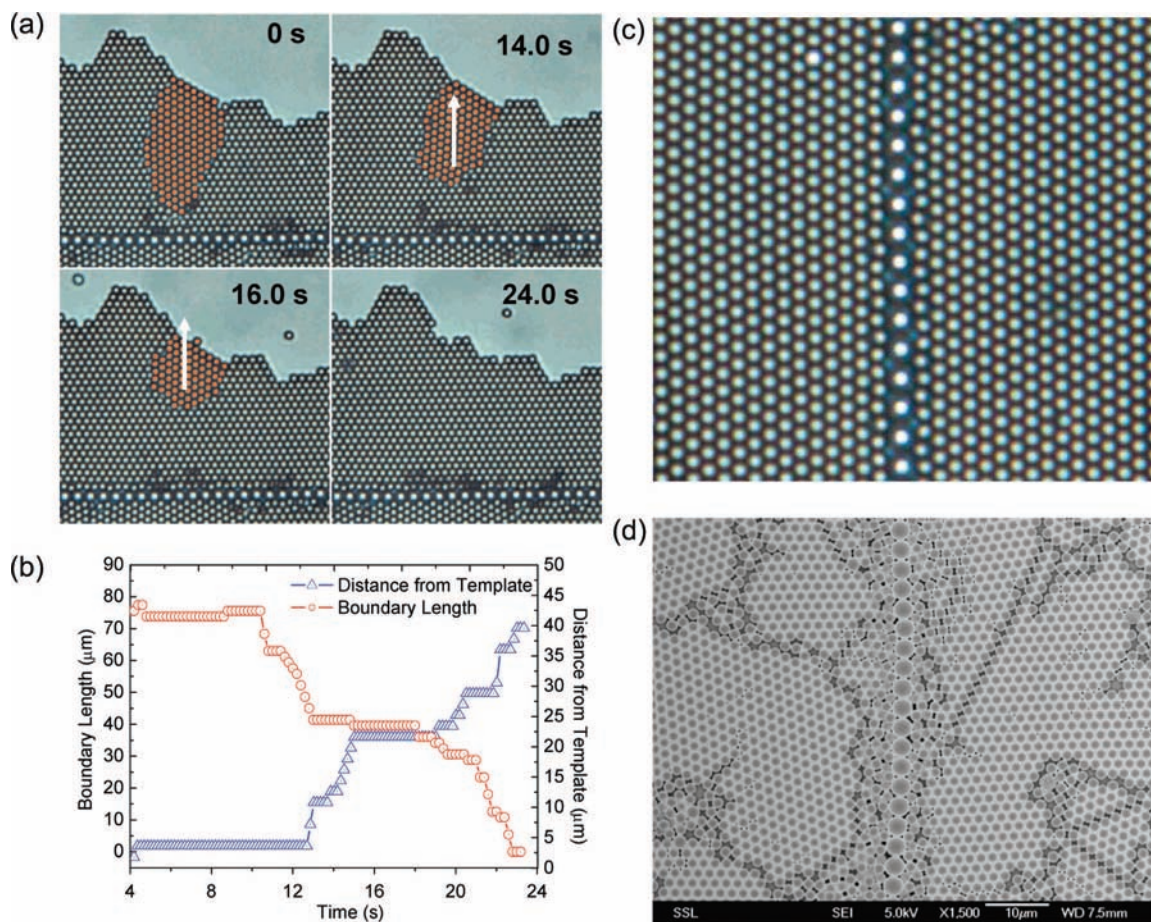 (a)
0 s
14.0 s
16.0 s
24.0 s
(b)
90
80
70
60
50
40
30
20
10
0
Boundary Length (μm)
Distance from Template
Boundary Length
50
45
40
35
30
25
20
15
10
5
0
Distance from Template (μm)
4
8
12
16
20
24
Time (s)
(c)
(d)
SSL SEI 5.0kV X1,500 10μm WD 7.5mm